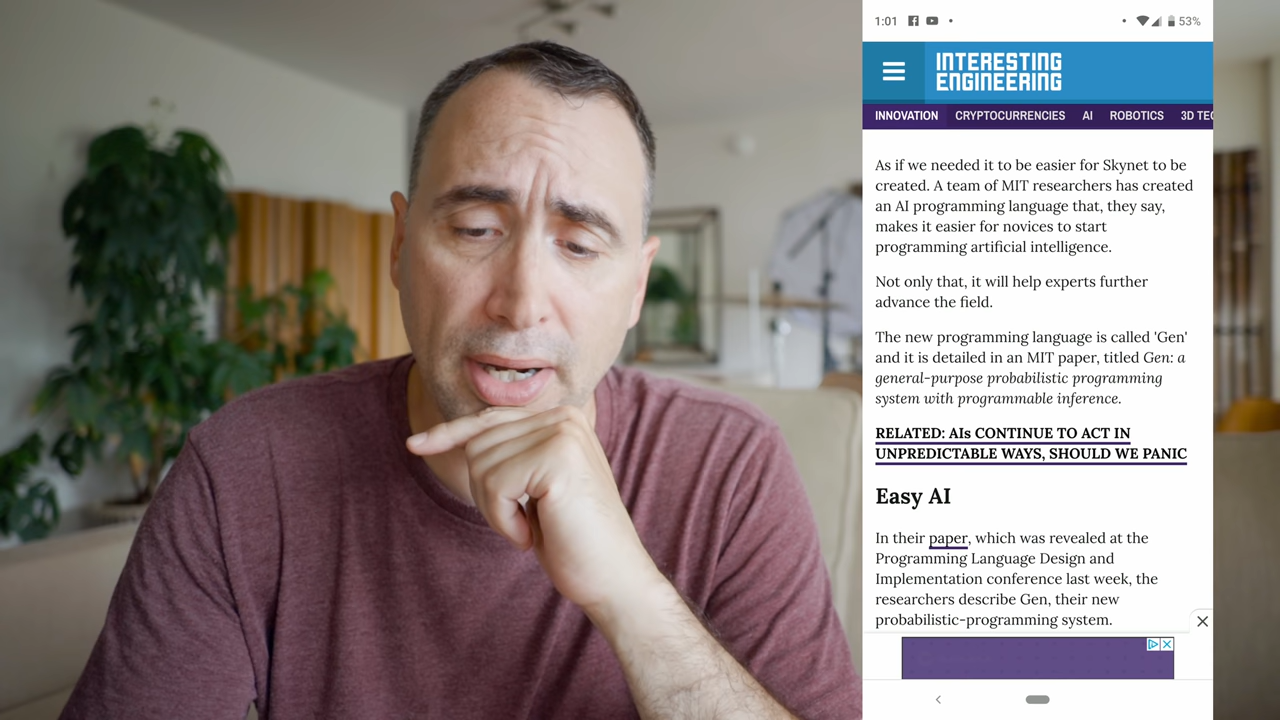 1:01
53%
INTERESTING
ENGINEERING
INNOVATION CRYPTOCURRENCIES AI ROBOTICS 3D TEC
As if we needed it to be easier for Skynet to be
created. A team of MIT researchers has created
an AI programming language that, they say,
makes it easier for novices to start
programming artificial intelligence.
Not only that, it will help experts further
advance the field.
The new programming language is called 'Gen'
and it is detailed in an MIT paper, titled Gen: a
general-purpose probabilistic programming
system with programmable inference.
RELATED: AIs CONTINUE TO ACT IN
UNPREDICTABLE WAYS, SHOULD WE PANIC
Easy AI
In their paper, which was revealed at the
Programming Language Design and
Implementation conference last week, the
researchers describe Gen, their new
probabilistic-programming system.